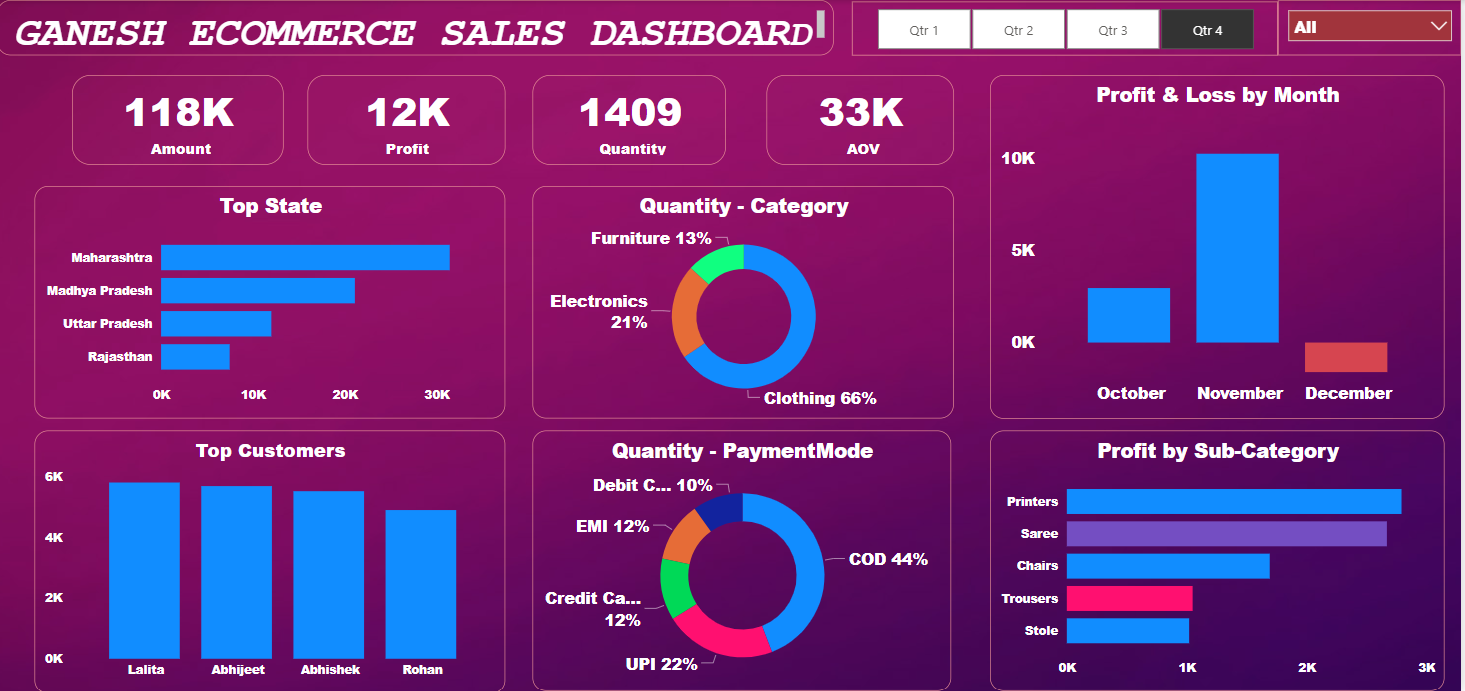 GANESH ECOMMERCE SALES DASHBOARD
Qtr 1
Qtr 2
Qtr 3
Qtr 4
All
118K
Amount
12K
Profit
1409
Quantity
33K
AOV
Profit & Loss by Month
10K
5K
0K
October
November
December
Top State
Maharashtra
Madhya Pradesh
Uttar Pradesh
Rajasthan
0K
10K
20K
30K
Quantity - Category
Furniture 13%
Electronics
21%
Clothing 66%
Top Customers
6K
4K
2K
0K
Lalita
Abhijeet
Abhishek
Rohan
Quantity - PaymentMode
Debit C... 10%
EMI 12%
COD 44%
Credit Ca...
12%
UPI 22%
Profit by Sub-Category
Printers
Saree
Chairs
Trousers
Stole
0K
1K
2K
3K